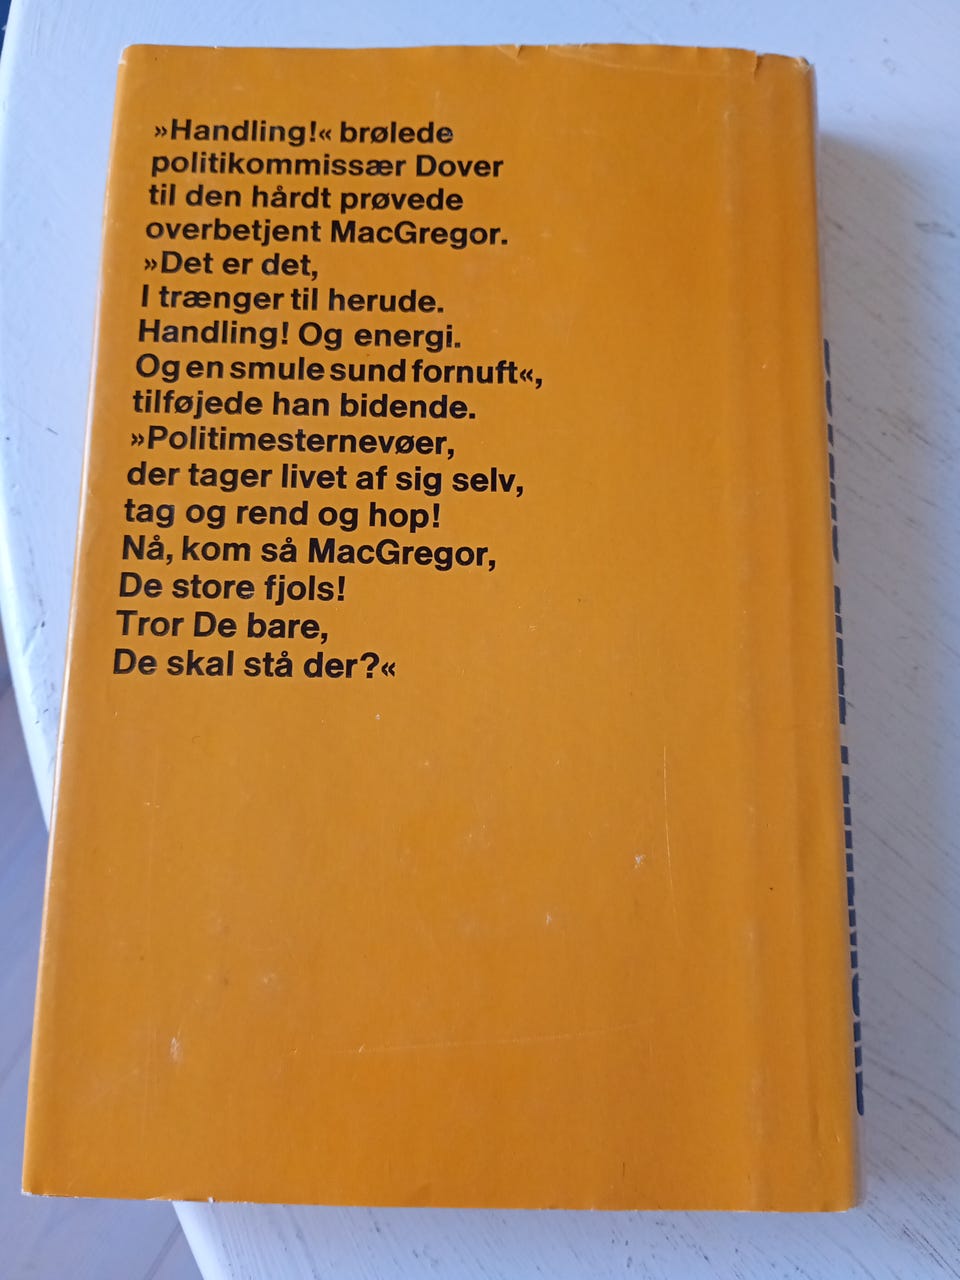 »Handling!« brølede
politikommissær Dover
til den hårdt prøvede
overbetjent MacGregor.
»Det er det,
I trænger til herude.
Handling! Og energi.
Og en smule sund fornuft«,
tilføjede han bidende.
»Politimesternevøer,
der tager livet af sig selv,
tag og rend og hop!
Nå, kom så MacGregor,
De store fjols!
Tror De bare,
De skal stå der?«